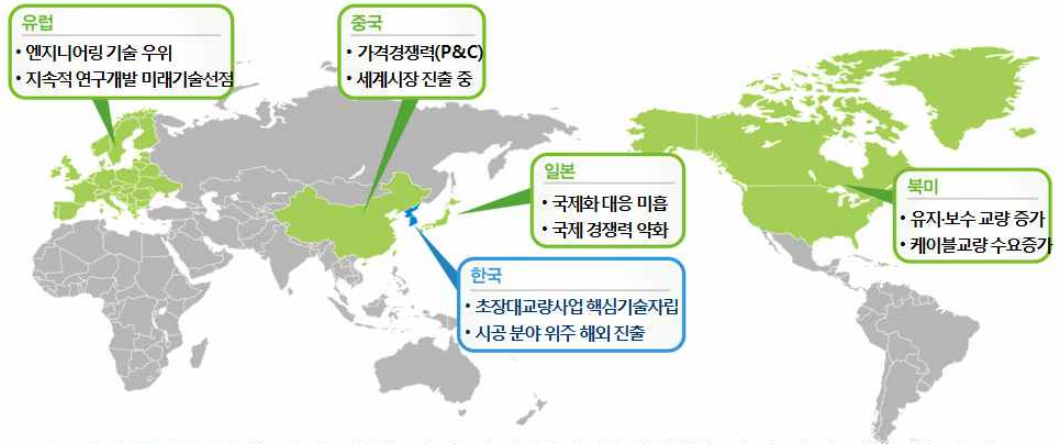 유럽
• 엔지니어링 기술 우위
• 지속적 연구개발 미래기술선점
중국
• 가격경쟁력(P&C)
• 세계시장 진출 중
일본
• 국제화 대응 미흡
• 국제 경쟁력 약화
북미
• 유지·보수 교량 증가
• 케이블교량 수요증가
한국
• 초장대교량사업 핵심기술자립
• 시공 분야 위주 해외 진출